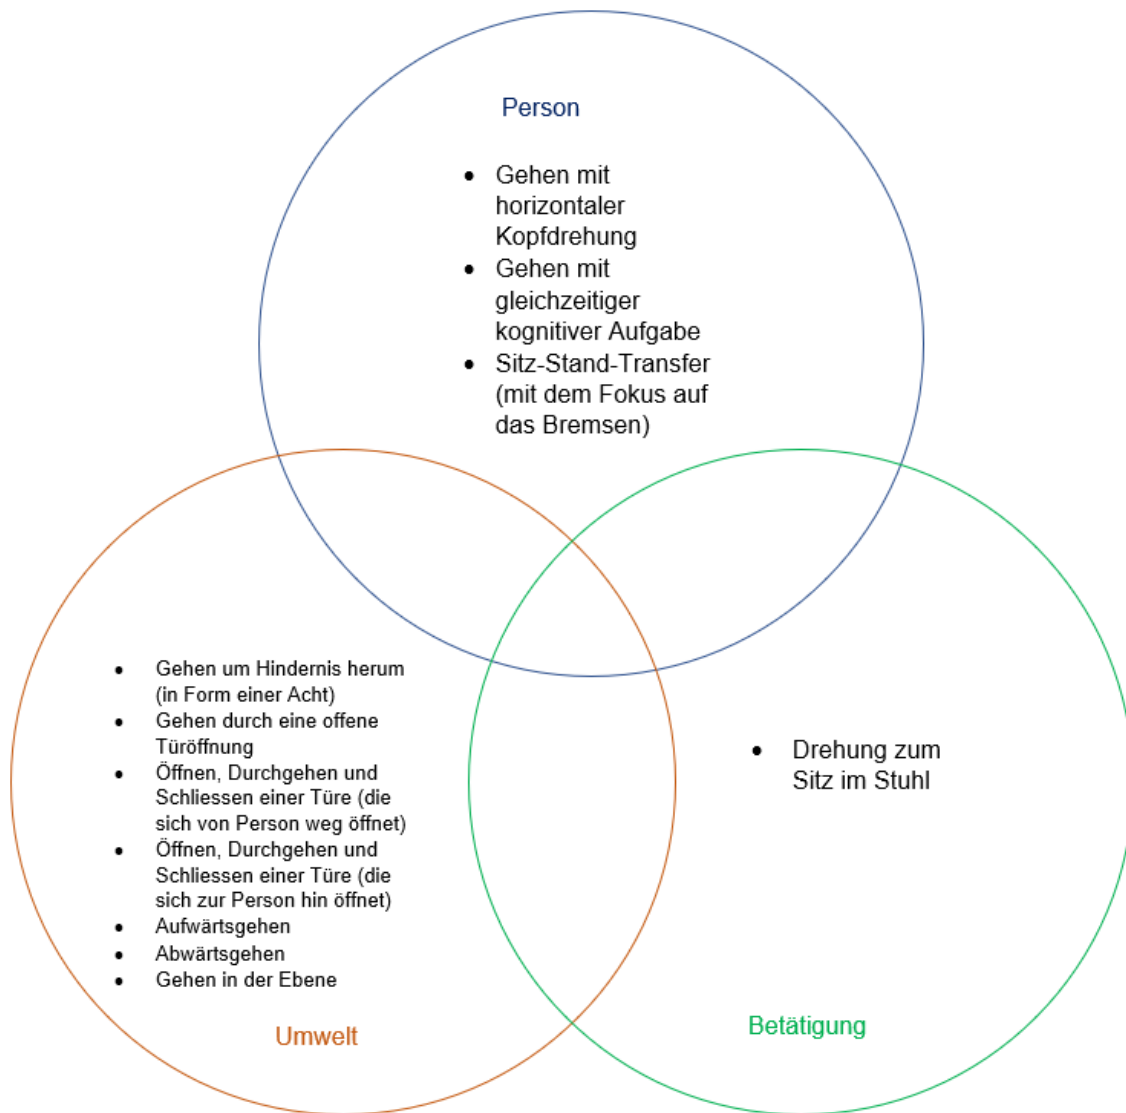 Person
• Gehen mit
horizontaler
Kopfdrehung
• Gehen mit
gleichzeitiger
kognitiver Aufgabe
• Sitz-Stand-Transfer
(mit dem Fokus auf
das Bremsen)
• Gehen um Hindernis herum
(in Form einer Acht)
• Gehen durch eine offene
Türöffnung
• Öffnen, Durchgehen und
Schliessen einer Türe (die
sich von Person weg öffnet)
• Öffnen, Durchgehen und
Schliessen einer Türe (die
sich zur Person hin öffnet)
• Aufwärtsgehen
• Abwärtsgehen
• Gehen in der Ebene
Umwelt
• Drehung zum
Sitz im Stuhl
Betätigung